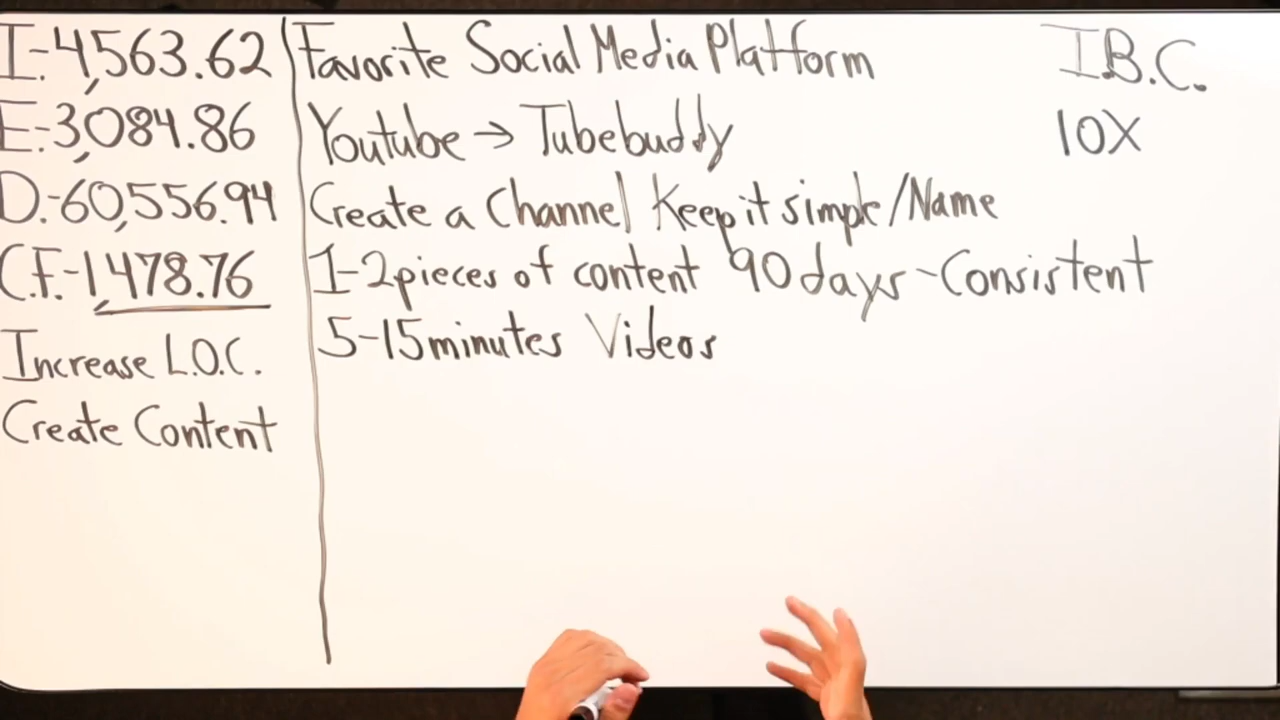 I.-4,563.62
E.-3,084.86
D.-60,556.94
C.F.-1,478.76
Increase L.O.C.
Create Content
Favorite Social Media Platform
Youtube → Tubebuddy
Create a Channel Keep it simple/Name
1-2 pieces of content 90 days - Consistent
5-15 minutes Videos
I.B.C.
10X